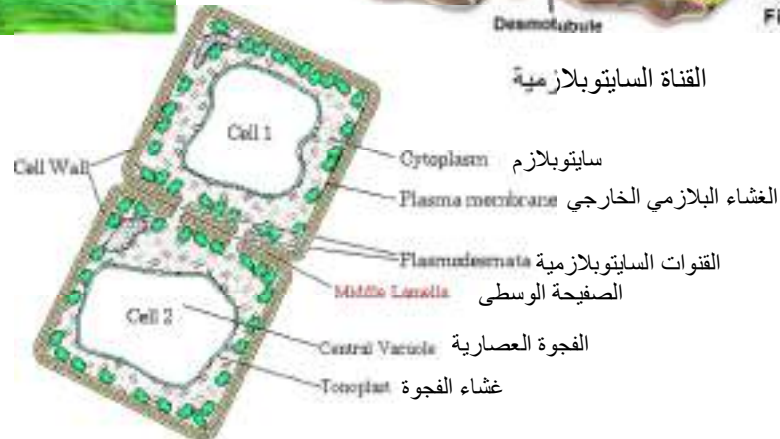 Desmotubule
Fi
القناة السايتوبلازمية
Cell 1
Cytoplasm سايتوبلازم
Cell Wall
Plasma membrane الغشاء البلازمي الخارجي
Plasmodesmata القنوات السايتوبلازمية
Middle Lamella الصفيحة الوسطى
Cell 2
Central Vacuole الفجوة العصارية
Tonoplast غشاء الفجوة